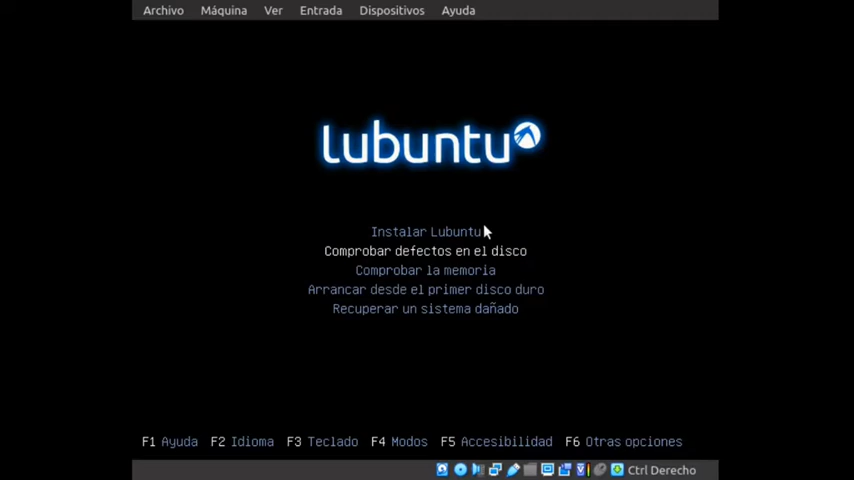 Archivo Máquina Ver Entrada Dispositivos Ayuda
lubuntu
Instalar Lubuntu
Comprobar defectos en el disco
Comprobar la memoria
Arrancar desde el primer disco duro
Recuperar un sistema dañado
F1 Ayuda F2 Idioma F3 Teclado F4 Modos F5 Accesibilidad F6 Otras opciones
Ctrl Derecho